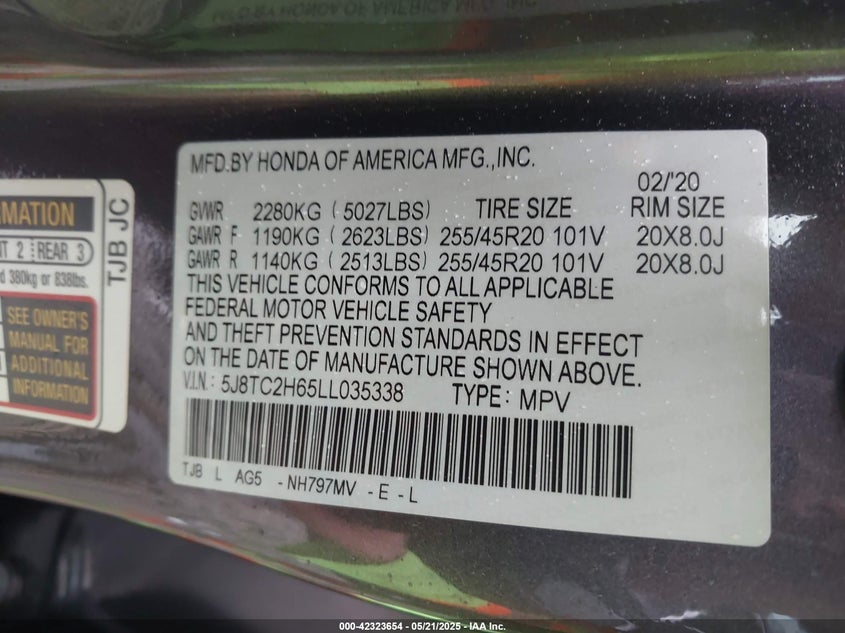 MFD.BY HONDA OF AMERICA MFG.,INC.
02/'20
GVWR 2280KG (5027LBS) TIRE SIZE RIM SIZE
GAWR F 1190KG (2623LBS) 255/45R20 101V 20X8.0J
GAWR R 1140KG (2513LBS) 255/45R20 101V 20X8.0J
THIS VEHICLE CONFORMS TO ALL APPLICABLE
FEDERAL MOTOR VEHICLE SAFETY
AND THEFT PREVENTION STANDARDS IN EFFECT
ON THE DATE OF MANUFACTURE SHOWN ABOVE.
V.I.N: 5J8TC2H65LL035338 TYPE: MPV
TJB L AG5 -NH797MV -E-L
REAR 3
380kg or 838lbs.
SEE OWNER'S
MANUAL FOR
ADDITIONAL
INFORMATION
TJB JC
000-42323654 - 05/21/2025 - IAA Inc.